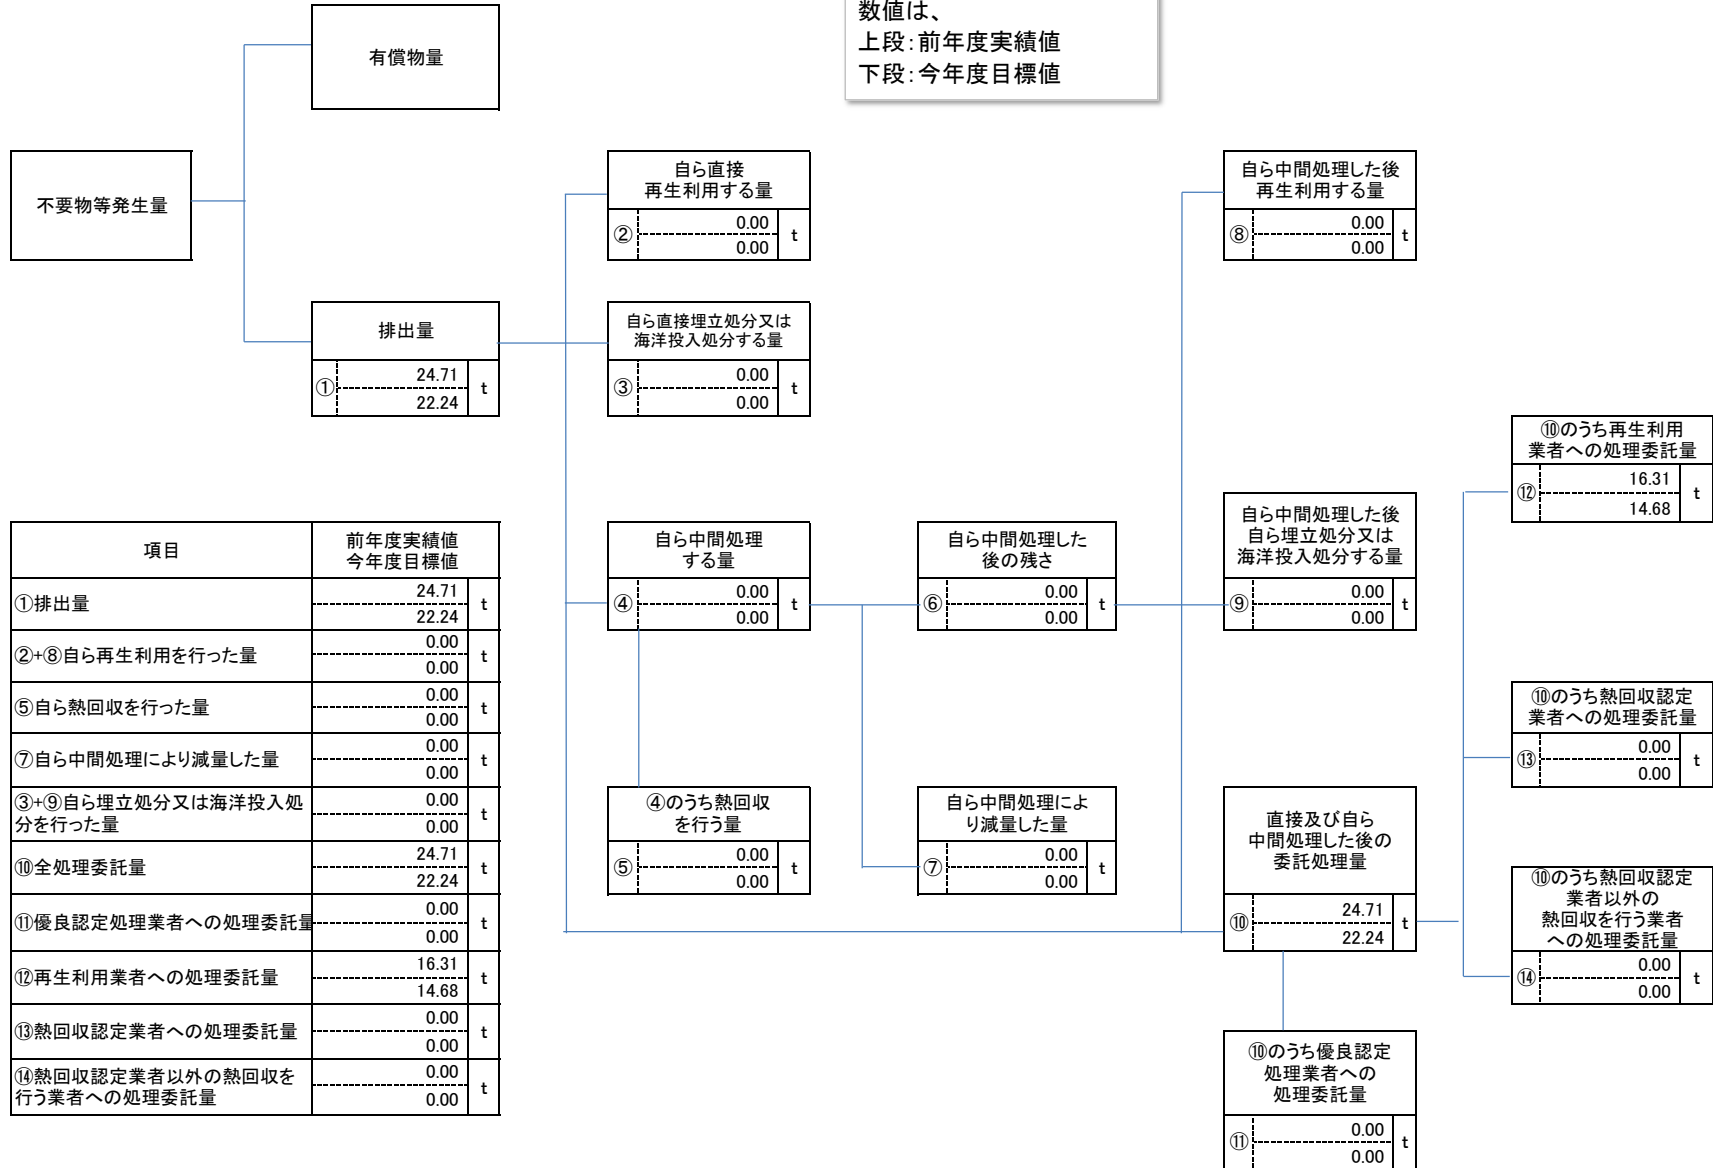 数値は、
上段：前年度実績値
下段：今年度目標値
有償物量
不要物等発生量
排出量
①
24.71
22.24
t
自ら直接
再生利用する量
②
0.00
0.00
t
自ら直接埋立処分又は
海洋投入処分する量
③
0.00
0.00
t
自ら中間処理
する量
④
0.00
0.00
t
④のうち熱回収
を行う量
⑤
0.00
0.00
t
自ら中間処理した
後の残さ
⑥
0.00
0.00
t
自ら中間処理によ
り減量した量
⑦
0.00
0.00
t
自ら中間処理した後
再生利用する量
⑧
0.00
0.00
t
自ら中間処理した後
自ら埋立処分又は
海洋投入処分する量
⑨
0.00
0.00
t
直接及び自ら
中間処理した後の
委託処理量
⑩
24.71
22.24
t
⑩のうち優良認定
処理業者への
処理委託量
⑪
0.00
0.00
t
⑩のうち再生利用
業者への処理委託量
⑫
16.31
14.68
t
⑩のうち熱回収認定
業者への処理委託量
⑬
0.00
0.00
t
⑩のうち熱回収認定
業者以外の
熱回収を行う業者
への処理委託量
⑭
0.00
0.00
t
項目
前年度実績値
今年度目標値
①排出量
24.71
22.24
t
②+⑧自ら再生利用を行った量
0.00
0.00
t
⑤自ら熱回収を行った量
0.00
0.00
t
⑦自ら中間処理により減量した量
0.00
0.00
t
③+⑨自ら埋立処分又は海洋投入処
分を行った量
0.00
0.00
t
⑩全処理委託量
24.71
22.24
t
⑪優良認定処理業者への処理委託量
0.00
0.00
t
⑫再生利用業者への処理委託量
16.31
14.68
t
⑬熱回収認定業者への処理委託量
0.00
0.00
t
⑭熱回収認定業者以外の熱回収を
行う業者への処理委託量
0.00
0.00
t